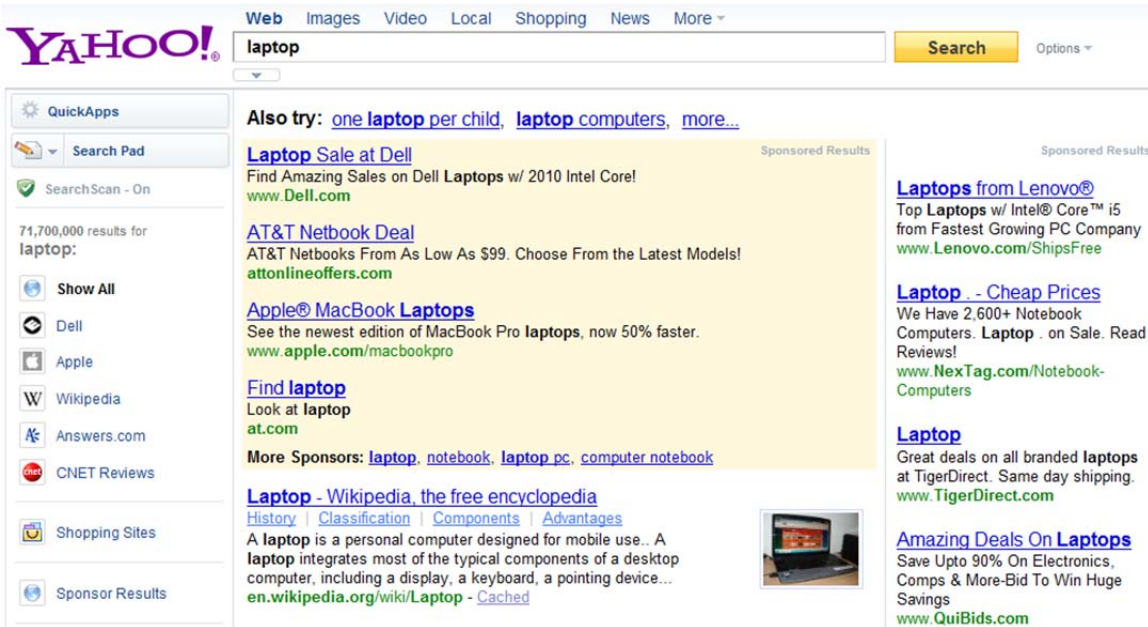 Web Images Video Local Shopping News More
YAHOO!®
laptop
Search
Options
QuickApps
Search Pad
SearchScan - On
71,700,000 results for
laptop:
Show All
Dell
Apple
W Wikipedia
Answers.com
cnet CNET Reviews
Shopping Sites
Sponsor Results
Also try: one laptop per child, laptop computers, more...
Sponsored Results
Laptop Sale at Dell
Find Amazing Sales on Dell Laptops w/ 2010 Intel Core!
www.Dell.com
AT&T Netbook Deal
AT&T Netbooks From As Low As $99. Choose From the Latest Models!
attonlineoffers.com
Apple® MacBook Laptops
See the newest edition of MacBook Pro laptops, now 50% faster.
www.apple.com/macbookpro
Find laptop
Look at laptop
at.com
More Sponsors: laptop, notebook, laptop pc, computer notebook
Laptop - Wikipedia, the free encyclopedia
History | Classification | Components | Advantages
A laptop is a personal computer designed for mobile use.. A
laptop integrates most of the typical components of a desktop
computer, including a display, a keyboard, a pointing device...
en.wikipedia.org/wiki/Laptop - Cached
Sponsored Results
Laptops from Lenovo®
Top Laptops w/ Intel® Core™ i5
from Fastest Growing PC Company
www.Lenovo.com/ShipsFree
Laptop . - Cheap Prices
We Have 2,600+ Notebook
Computers. Laptop . on Sale. Read
Reviews!
www.NexTag.com/Notebook-
Computers
Laptop
Great deals on all branded laptops
at TigerDirect. Same day shipping.
www.TigerDirect.com
Amazing Deals On Laptops
Save Upto 90% On Electronics,
Comps & More-Bid To Win Huge
Savings
www.QuiBids.com